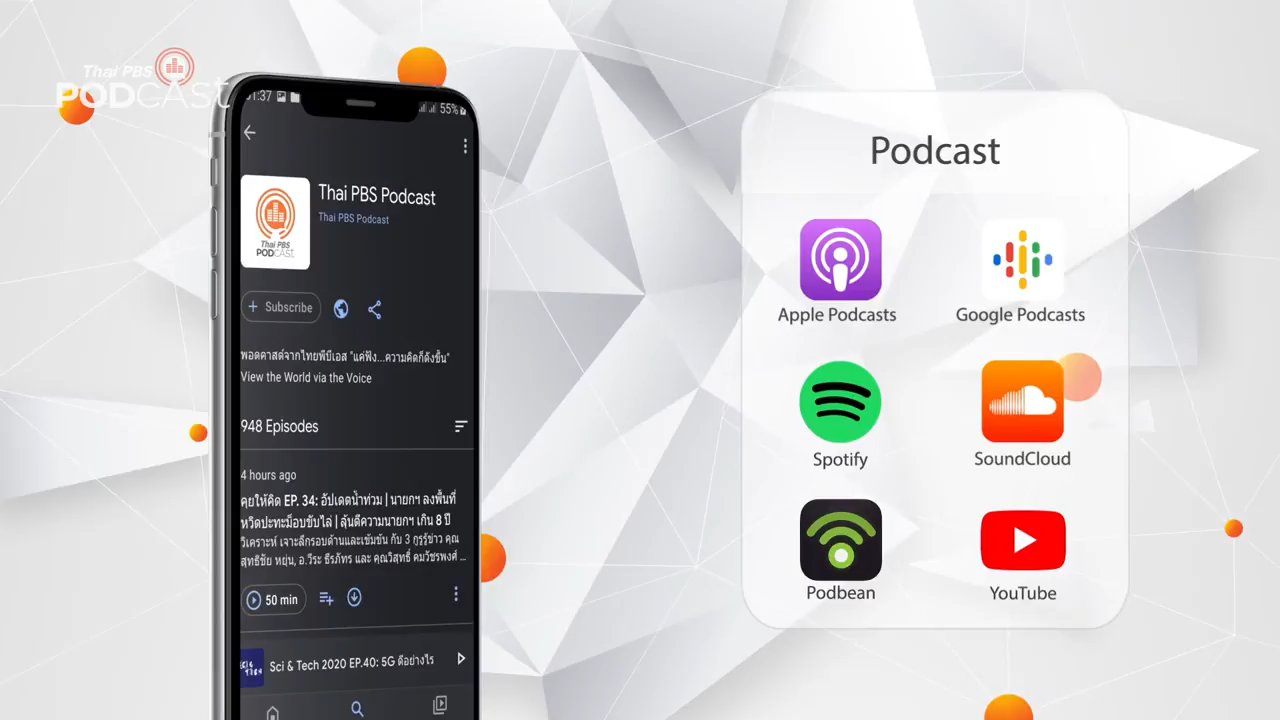 Thai PBS
PODCAST
55%
Thai PBS Podcast
Thai PBS Podcast
Thai PBS
PODCAST
+ Subscribe
พอดคาสต์จากไทยพีบีเอส "แค่ฟัง...ความคิดก็ดังขึ้น"
View the World via the Voice
948 Episodes
4 hours ago
คุยให้คิด EP. 34: อัปเดตน้ำท่วม | นายกฯ ลงพื้นที่
หวิดปะทะม็อบขับไล่ | ลุ้นตีความนายกฯ เกิน 8 ปี
วิเคราะห์ เจาะลึกรอบด้านและเข้มข้น กับ 3 กูรูข่าว คุณ
สุทธิชัย หยุ่น, อ.วีระ ธีรภัทร และ คุณวิสุทธิ์ คมวัชรพงศ์ ...
50 min
Sci & Tech 2020 EP.40: 5G ดีอย่างไร
Podcast
Apple Podcasts
Google Podcasts
Spotify
SoundCloud
Podbean
YouTube